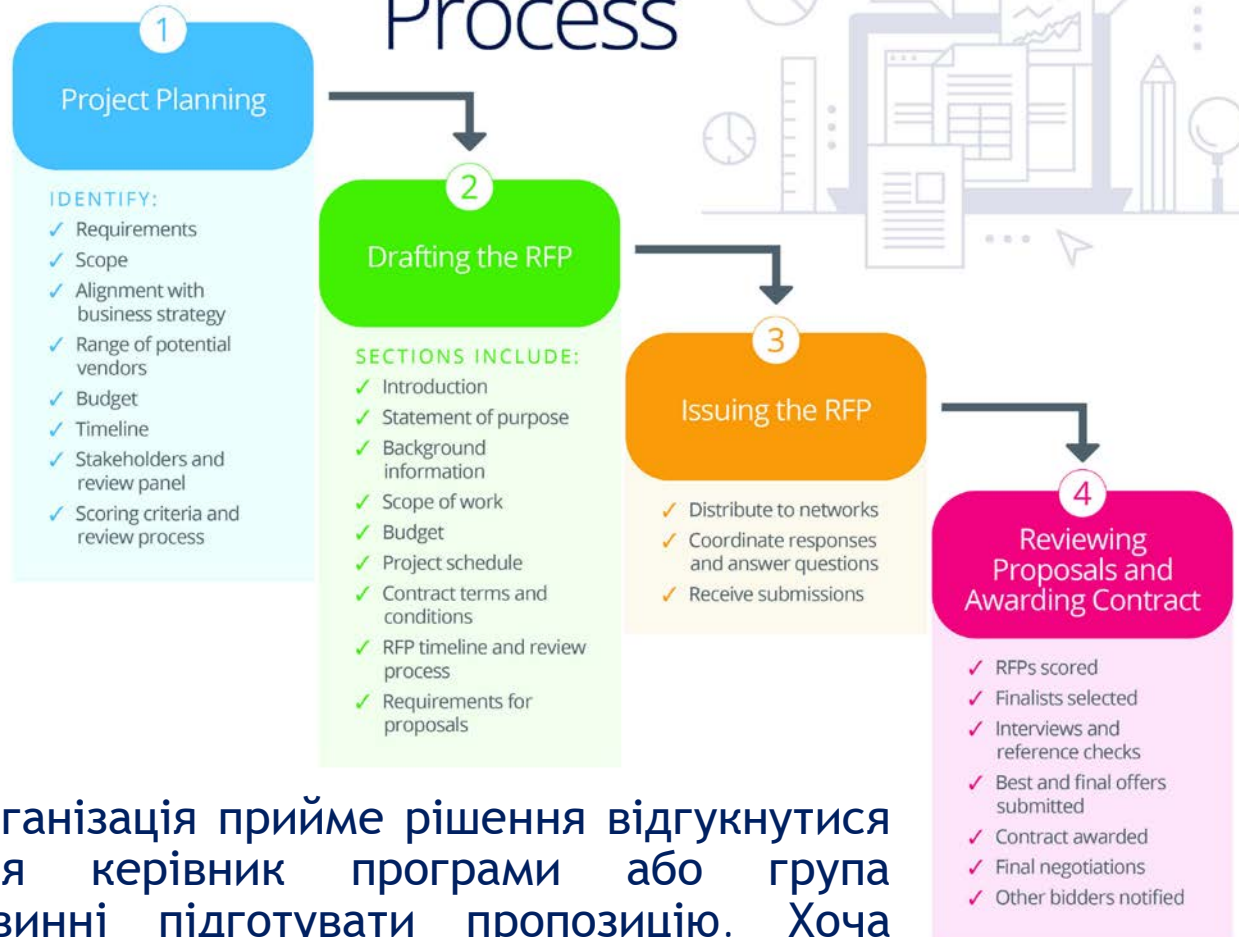 Process
1
Project Planning
IDENTIFY:
✓ Requirements
✓ Scope
✓ Alignment with
business strategy
✓ Range of potential
vendors
✓ Budget
✓ Timeline
✓ Stakeholders and
review panel
✓ Scoring criteria and
review process
2
Drafting the RFP
SECTIONS INCLUDE:
✓ Introduction
✓ Statement of purpose
✓ Background
information
✓ Scope of work
✓ Budget
✓ Project schedule
✓ Contract terms and
conditions
✓ RFP timeline and review
process
✓ Requirements for
proposals
3
Issuing the RFP
✓ Distribute to networks
✓ Coordinate responses
and answer questions
✓ Receive submissions
4
Reviewing
Proposals and
Awarding Contract
✓ RFPs scored
✓ Finalists selected
✓ Interviews and
reference checks
✓ Best and final offers
submitted
✓ Contract awarded
✓ Final negotiations
✓ Other bidders notified
ганізація прийме рішення відгукнутися
я керівник програми або група
винні підготувати пропозицію. Хоча